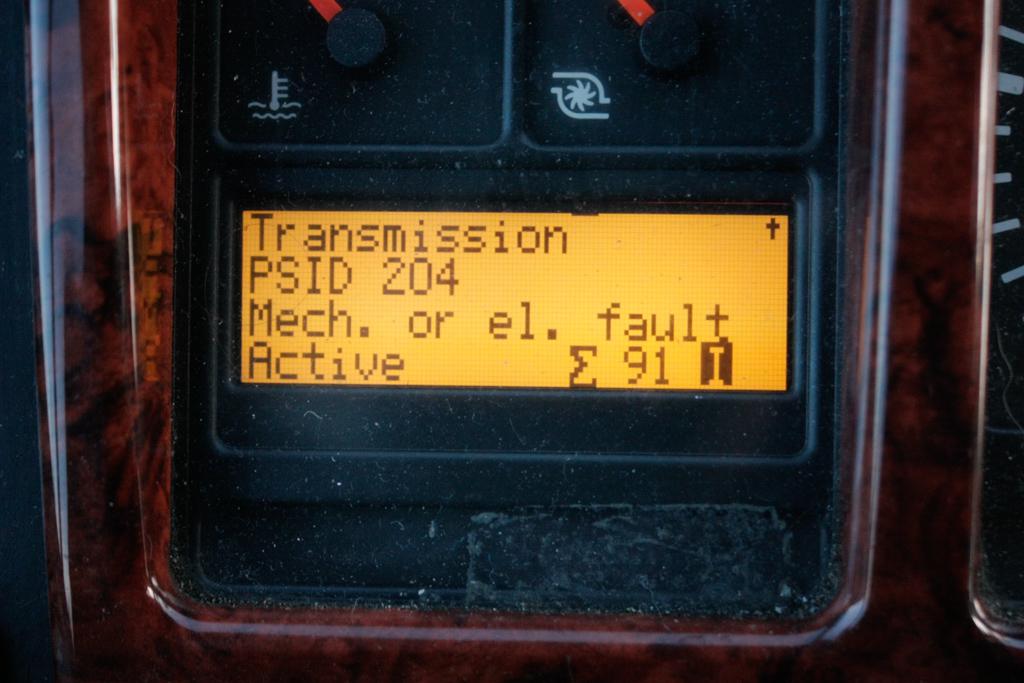 Transmission
PSID 204
Mech. or el. fault
Active Σ 91